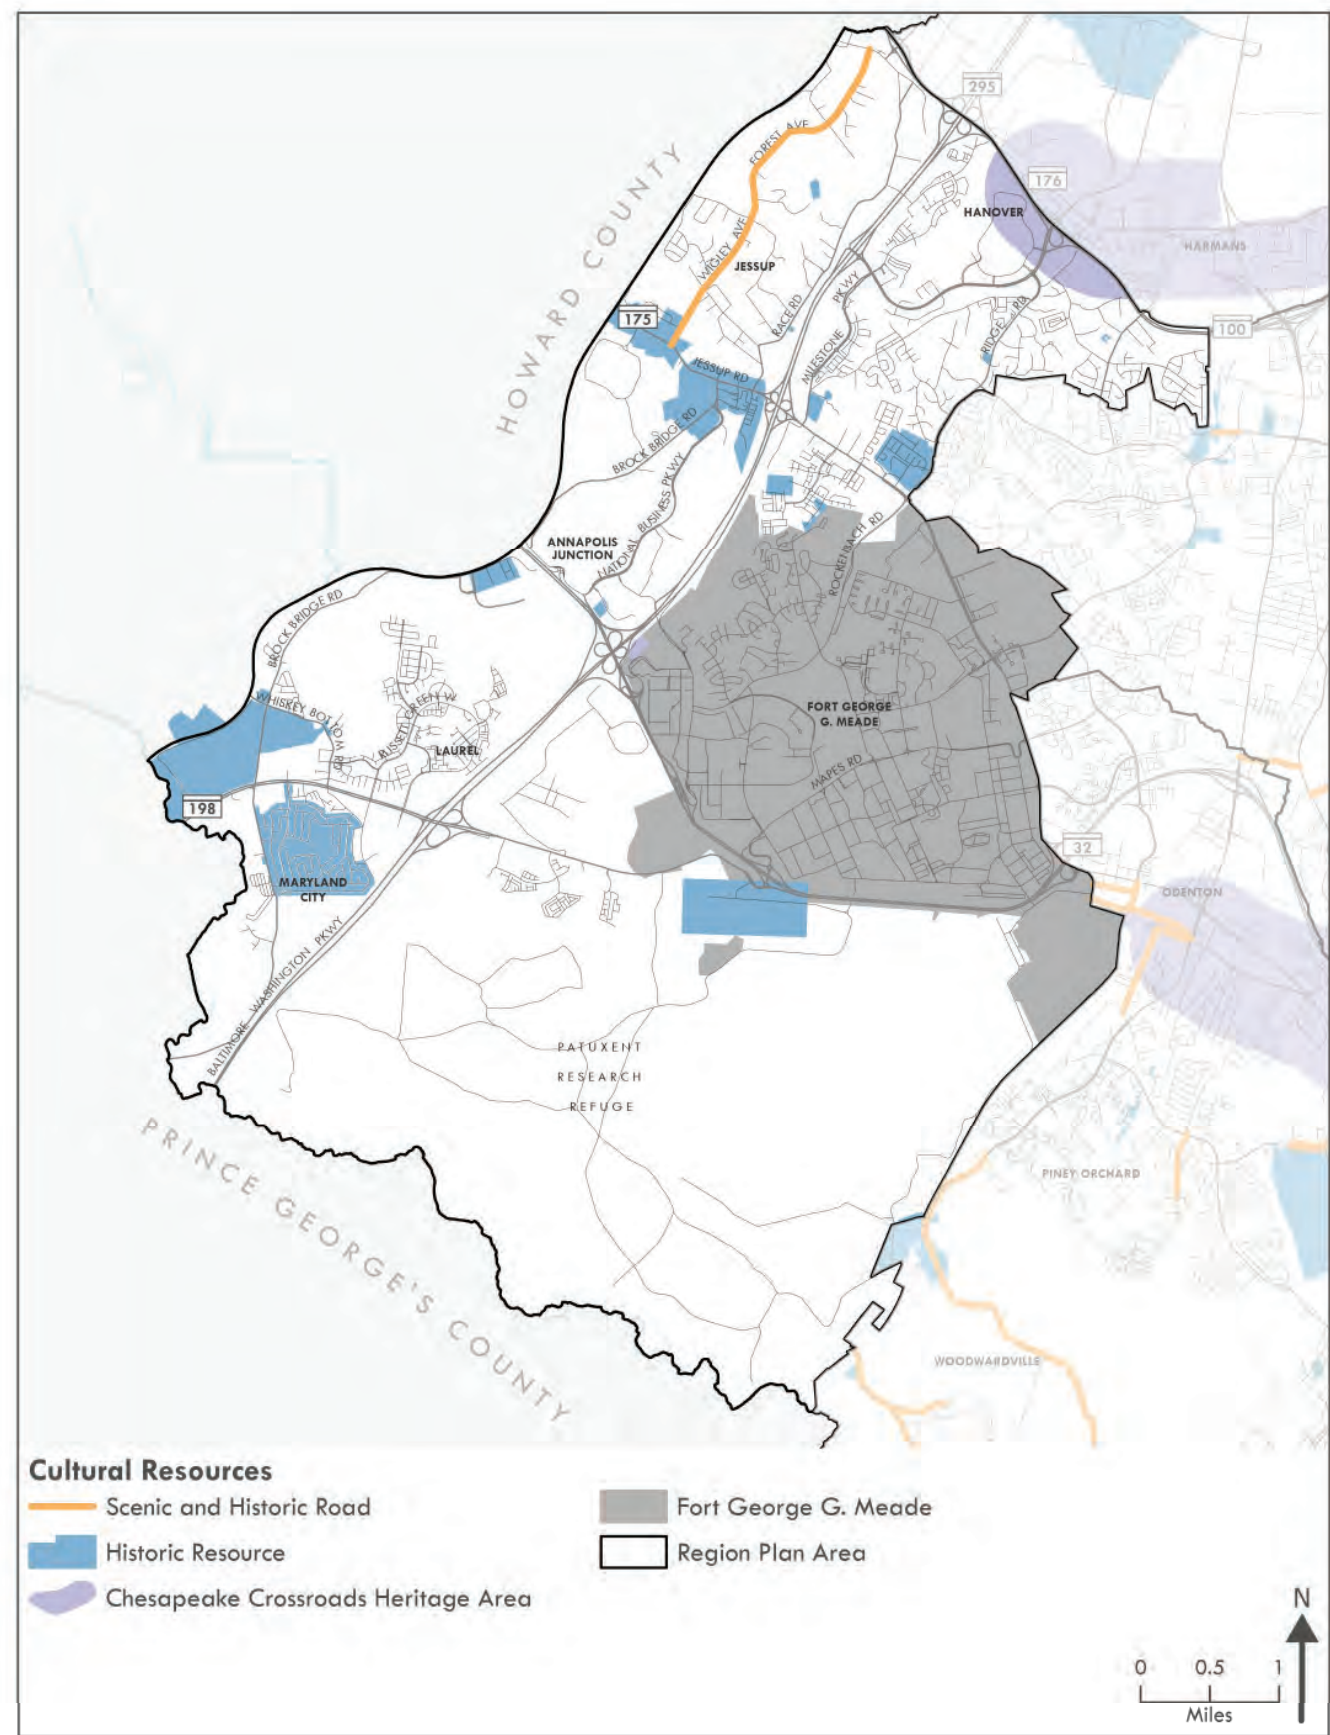 295
FOREST AVE
176
HANOVER
HARMANS
HOWARD COUNTY
WIGLEY AVE
JESSUP
175
RACE RD
MILESTONE PKWY
RIDGE RD
100
JESSUP RD
BROCK BRIDGE RD
NATIONAL BUSINESS PKWY
ANNAPOLIS
JUNCTION
ROCKENBACH RD
BROCK BRIDGE RD
WHISKEY BOTTOM RD
RUSSETT GREEN W
LAUREL
FORT GEORGE
G. MEADE
MAPES RD
198
32
MARYLAND
CITY
ODENTON
BALTIMORE WASHINGTON PKWY
PATUXENT
RESEARCH
REFUGE
PRINCE GEORGE'S COUNTY
PINEY ORCHARD
WOODWARDVILLE
Cultural Resources
Scenic and Historic Road
Historic Resource
Chesapeake Crossroads Heritage Area
Fort George G. Meade
Region Plan Area
N
0 0.5 1
Miles